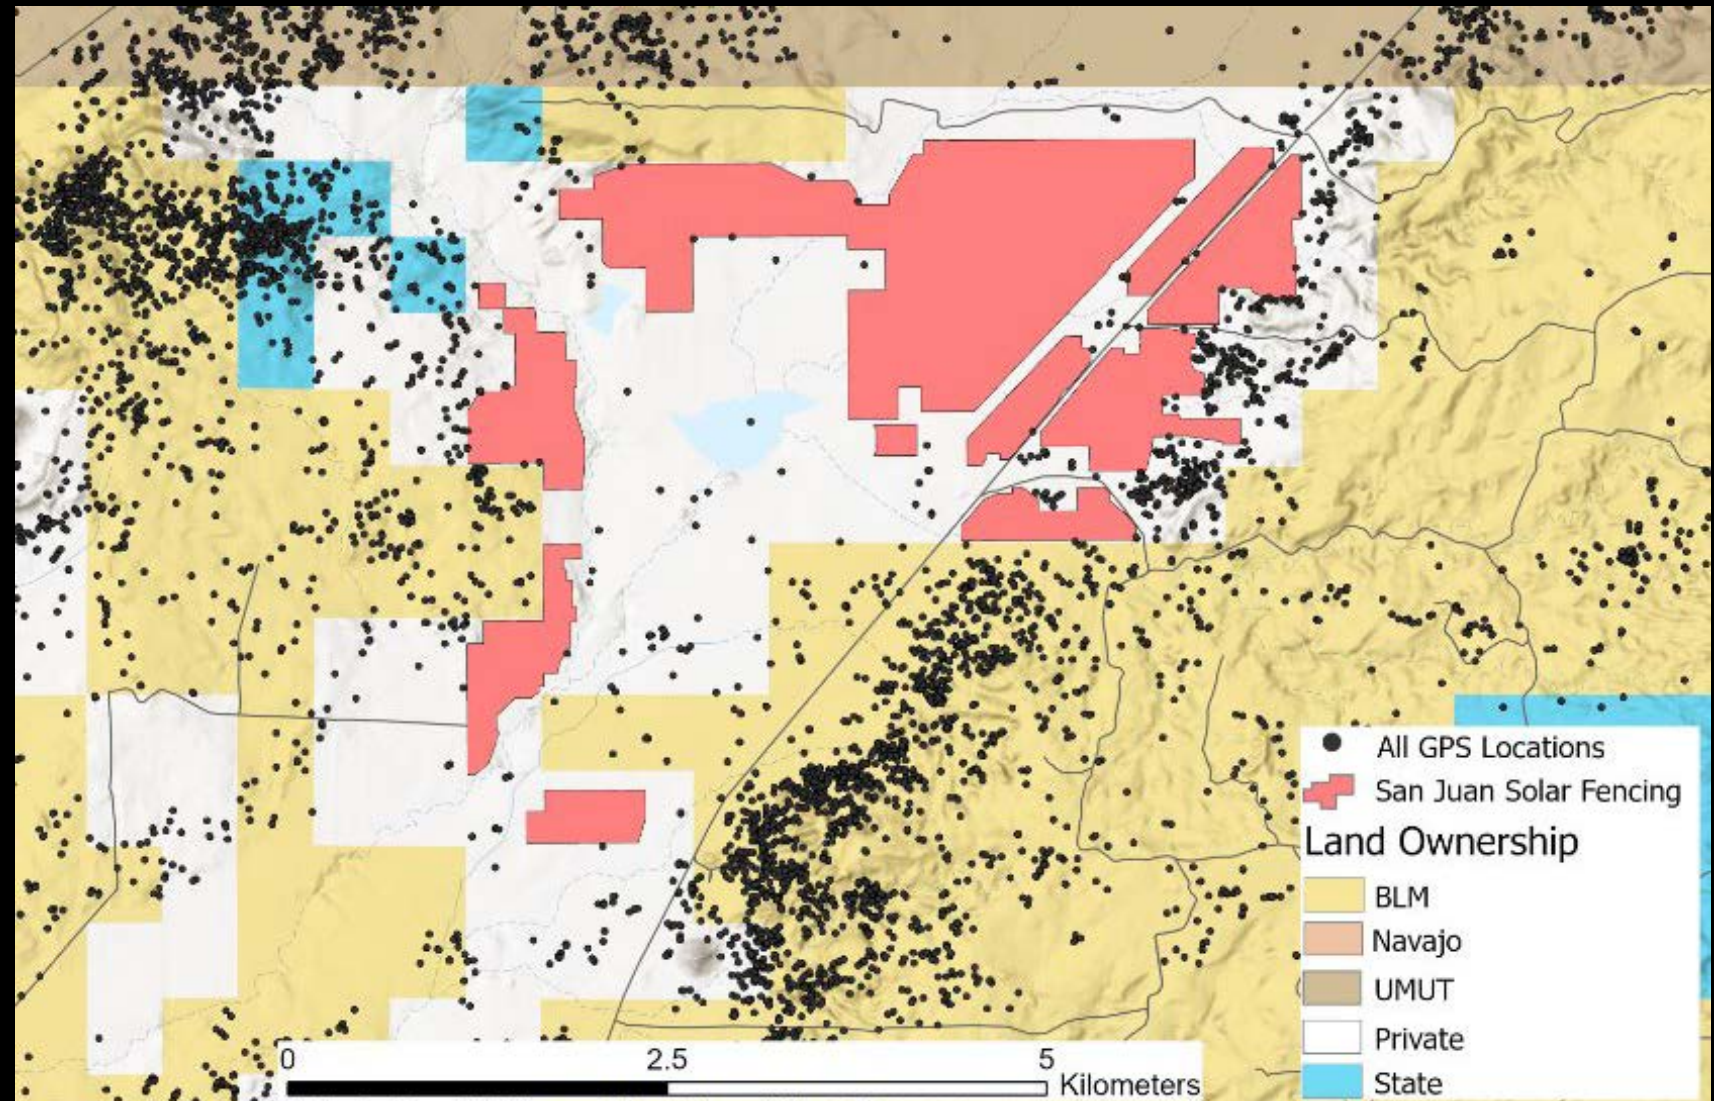 All GPS Locations
San Juan Solar Fencing
Land Ownership
BLM
Navajo
UMUT
Private
State
0 2.5 5
Kilometers